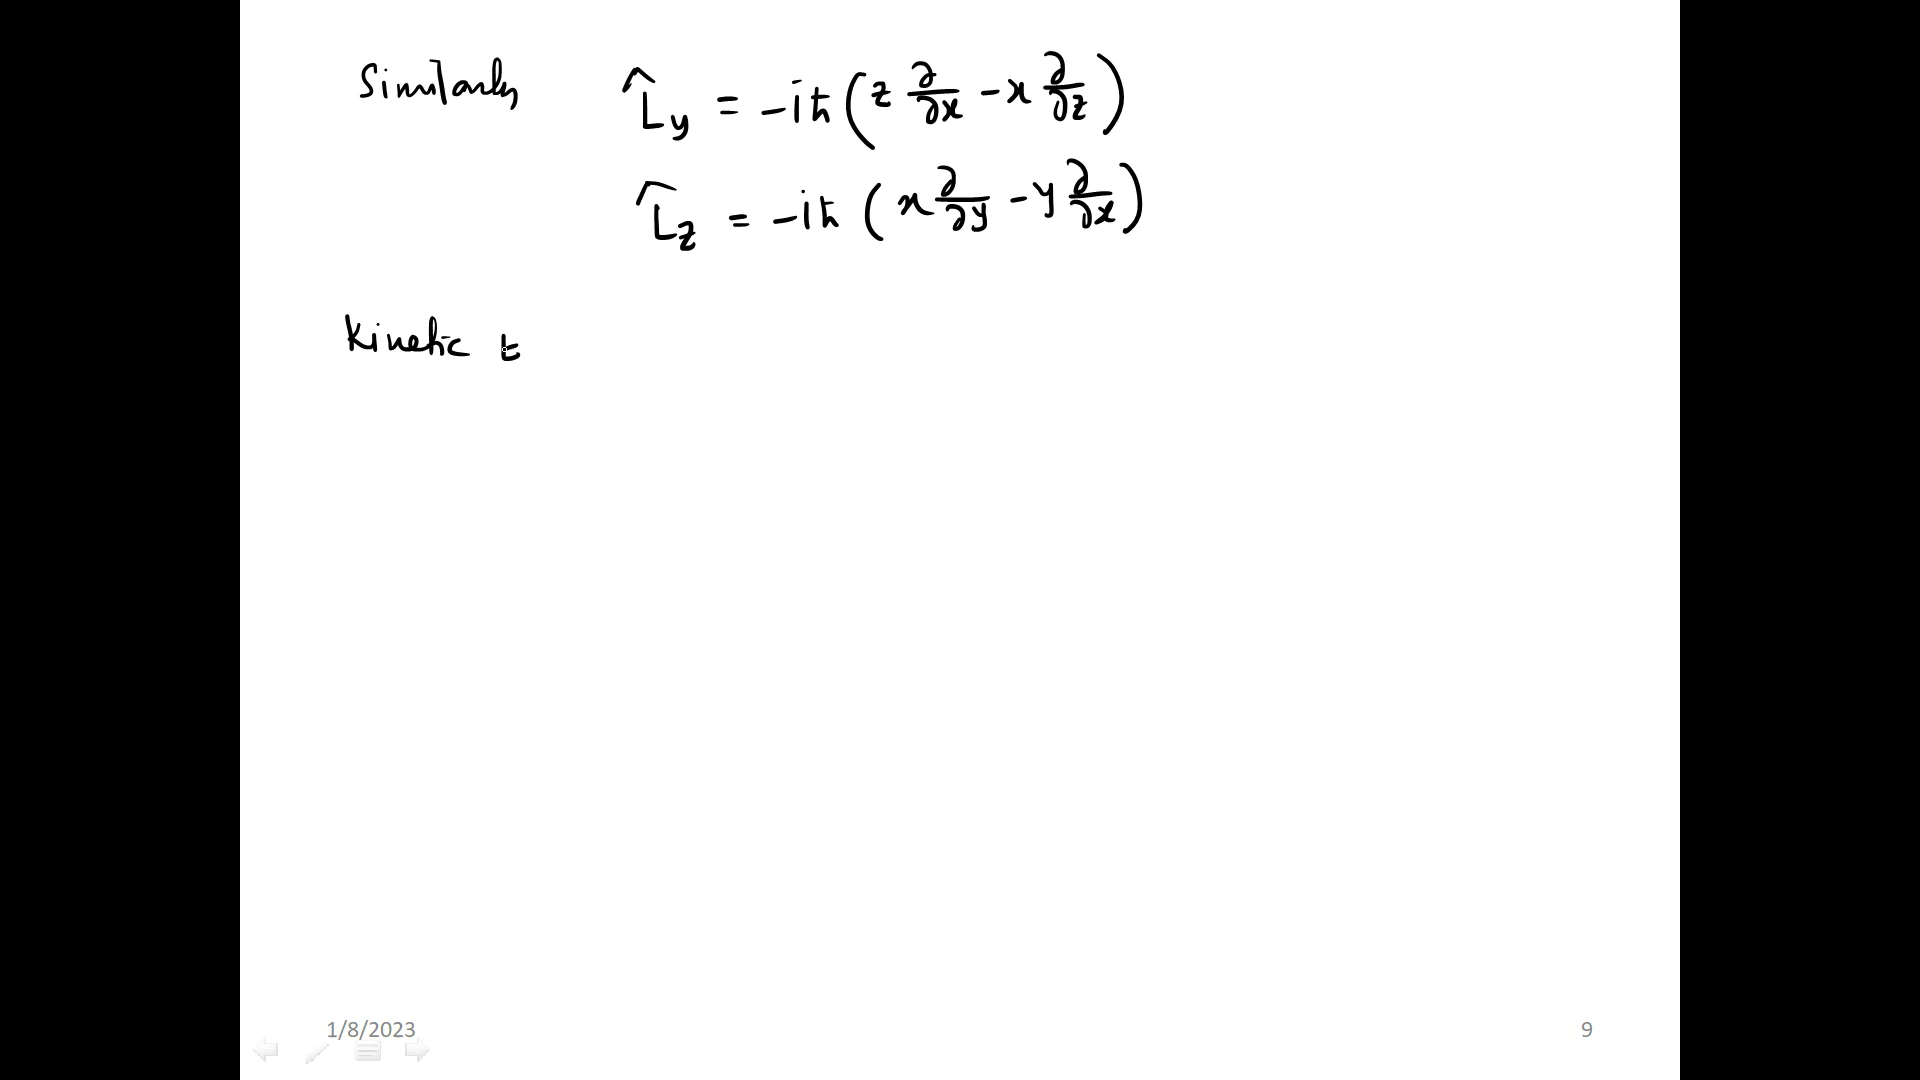 Similarly L̂y = -iħ(z ∂/∂x - x ∂/∂z)
L̂z = -iħ(x ∂/∂y - y ∂/∂x)
Kinetic E
1/8/2023 9